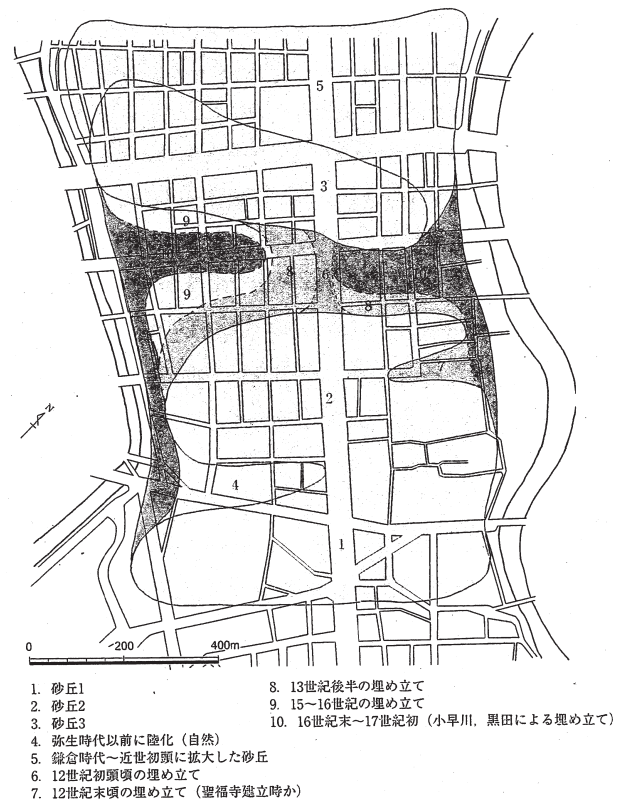 5
3
9
8
6
10
9
8
7
2
4
1
N
0 200 400m
1. 砂丘1
2. 砂丘2
3. 砂丘3
4. 弥生時代以前に陸化（自然）
5. 鎌倉時代～近世初頭に拡大した砂丘
6. 12世紀初頭頃の埋め立て
7. 12世紀末頃の埋め立て（聖福寺建立時か）
8. 13世紀後半の埋め立て
9. 15～16世紀の埋め立て
10. 16世紀末～17世紀初（小早川，黒田による埋め立て）